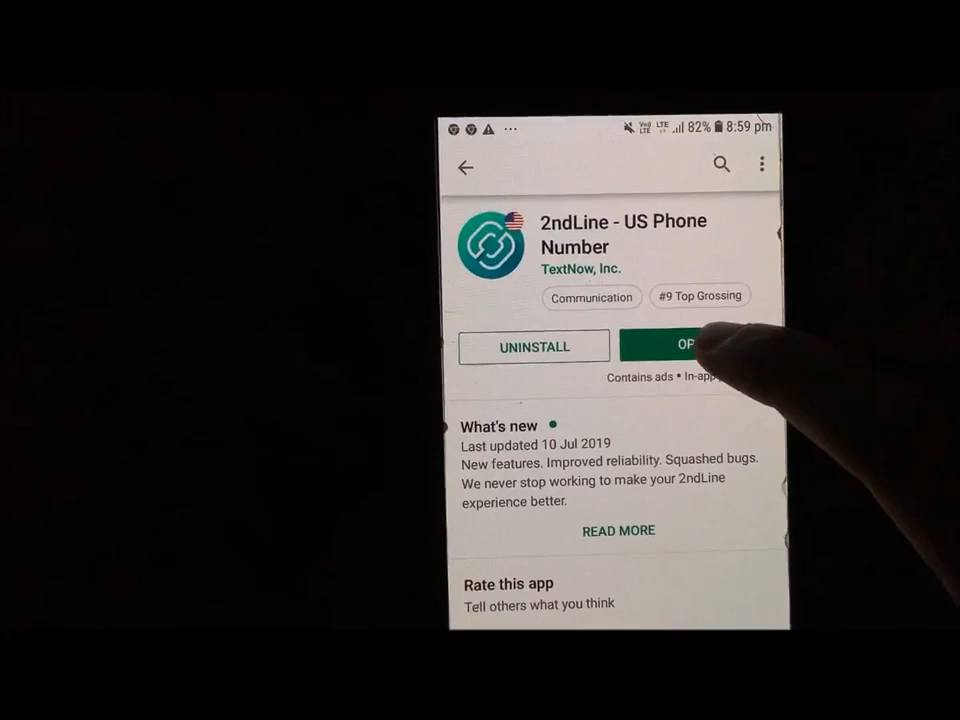 Vo) LTE LTE 82% 8:59 pm
2ndLine - US Phone
Number
TextNow, Inc.
Communication #9 Top Grossing
UNINSTALL OP
Contains ads • In-app
What's new
Last updated 10 Jul 2019
New features. Improved reliability. Squashed bugs.
We never stop working to make your 2ndLine
experience better.
READ MORE
Rate this app
Tell others what you think